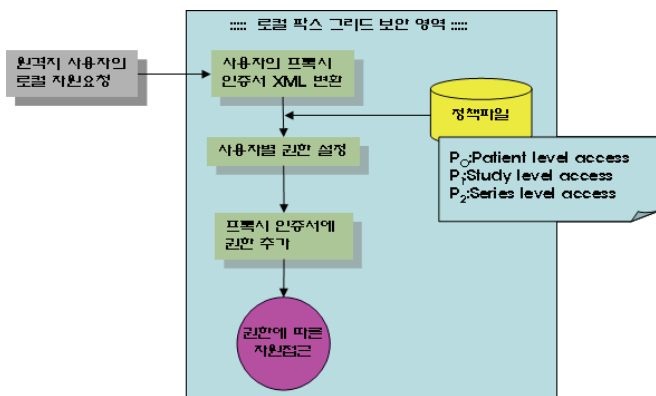 ::::: 로컬 팍스 그리드 보안 영역 :::::
원격지 사용자의
로컬 자원요청
사용자의 프록시
인증서 XML 변환
정책파일
사용자별 권한 설정
P0:Patient level access
P1:Study level access
P2:Series level access
프록시 인증서에
권한 추가
권한에 따른
자원접근